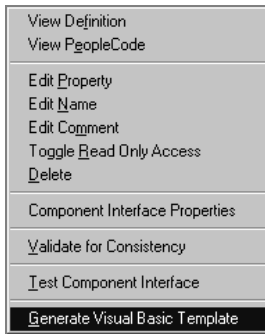 View Definition
View PeopleCode
Edit Property
Edit Name
Edit Comment
Toggle Read Only Access
Delete
Component Interface Properties
Validate for Consistency
Test Component Interface
Generate Visual Basic Template